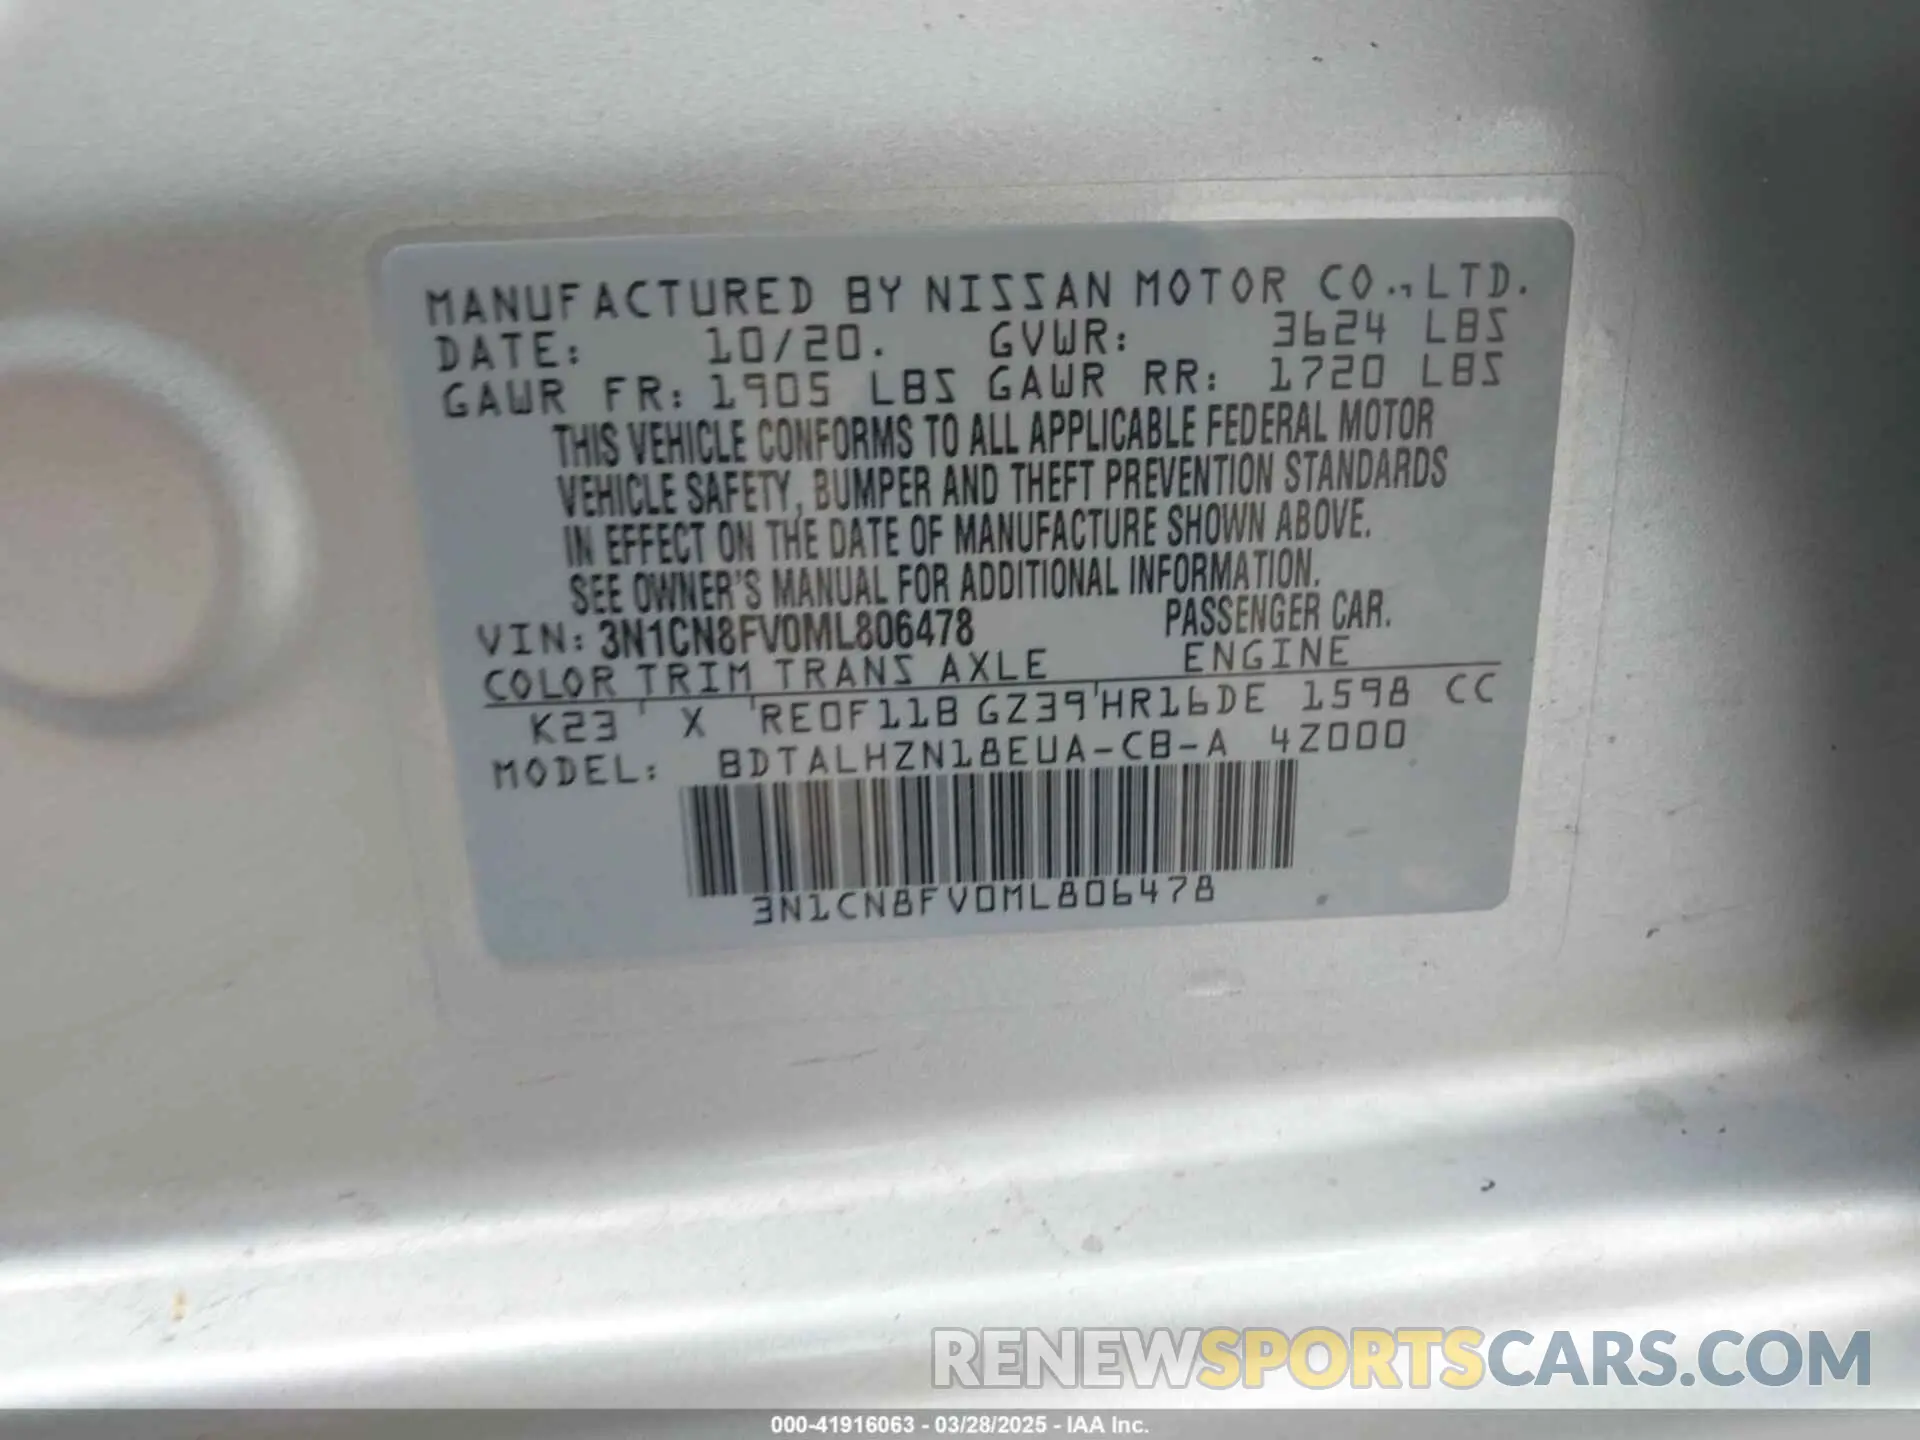 MANUFACTURED BY NISSAN MOTOR CO., LTD.
DATE: 10/20. GVWR: 3624 LBS
GAWR FR: 1905 LBS GAWR RR: 1720 LBS
THIS VEHICLE CONFORMS TO ALL APPLICABLE FEDERAL MOTOR
VEHICLE SAFETY, BUMPER AND THEFT PREVENTION STANDARDS
IN EFFECT ON THE DATE OF MANUFACTURE SHOWN ABOVE.
SEE OWNER'S MANUAL FOR ADDITIONAL INFORMATION.
VIN: 3N1CN8FV0ML806478 PASSENGER CAR.
COLOR TRIM TRANS AXLE ENGINE
K23 X RE0F11B GZ39 HR16DE 1598 CC
MODEL: BDTALHZN18EUA-CB-A 4Z000
3N1CN8FV0ML806478
RENEWSPORTSCARS.COM
000-41916063 - 03/28/2025 - IAA Inc.